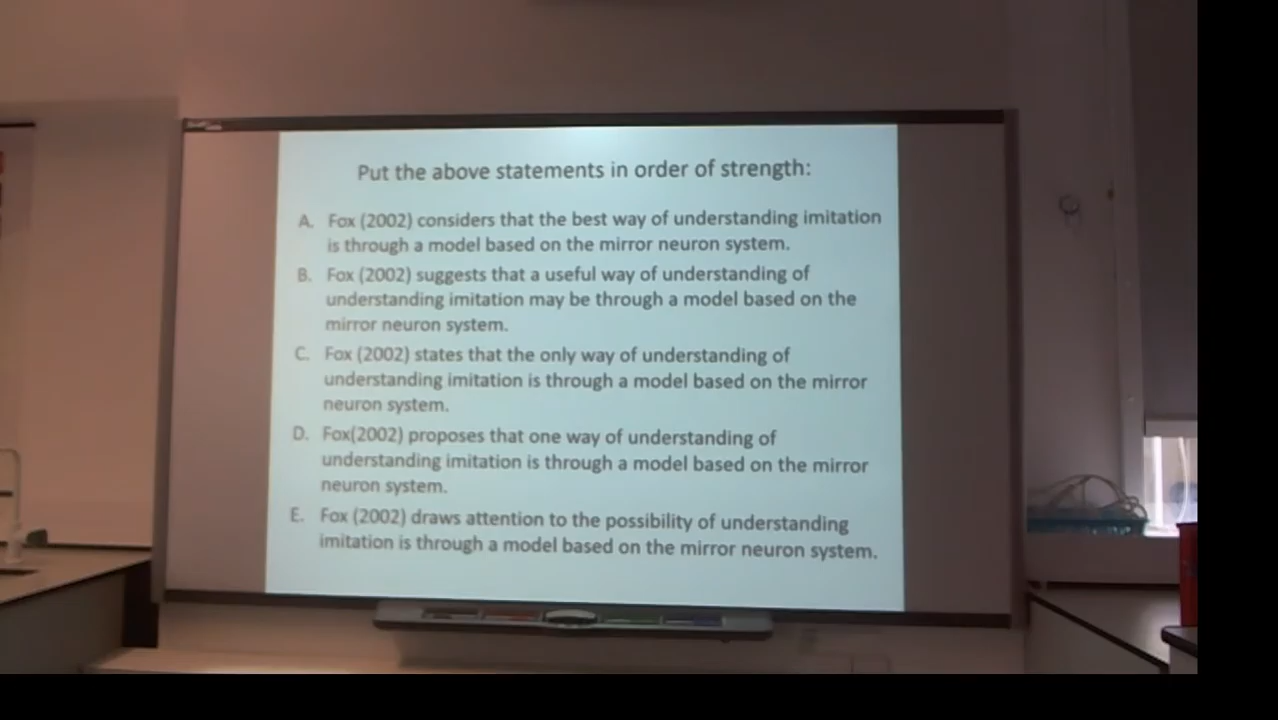 Put the above statements in order of strength:
A. Fox (2002) considers that the best way of understanding imitation
is through a model based on the mirror neuron system.
B. Fox (2002) suggests that a useful way of understanding of
understanding imitation may be through a model based on the
mirror neuron system.
C. Fox (2002) states that the only way of understanding of
understanding imitation is through a model based on the mirror
neuron system.
D. Fox(2002) proposes that one way of understanding of
understanding imitation is through a model based on the mirror
neuron system.
E. Fox (2002) draws attention to the possibility of understanding
imitation is through a model based on the mirror neuron system.